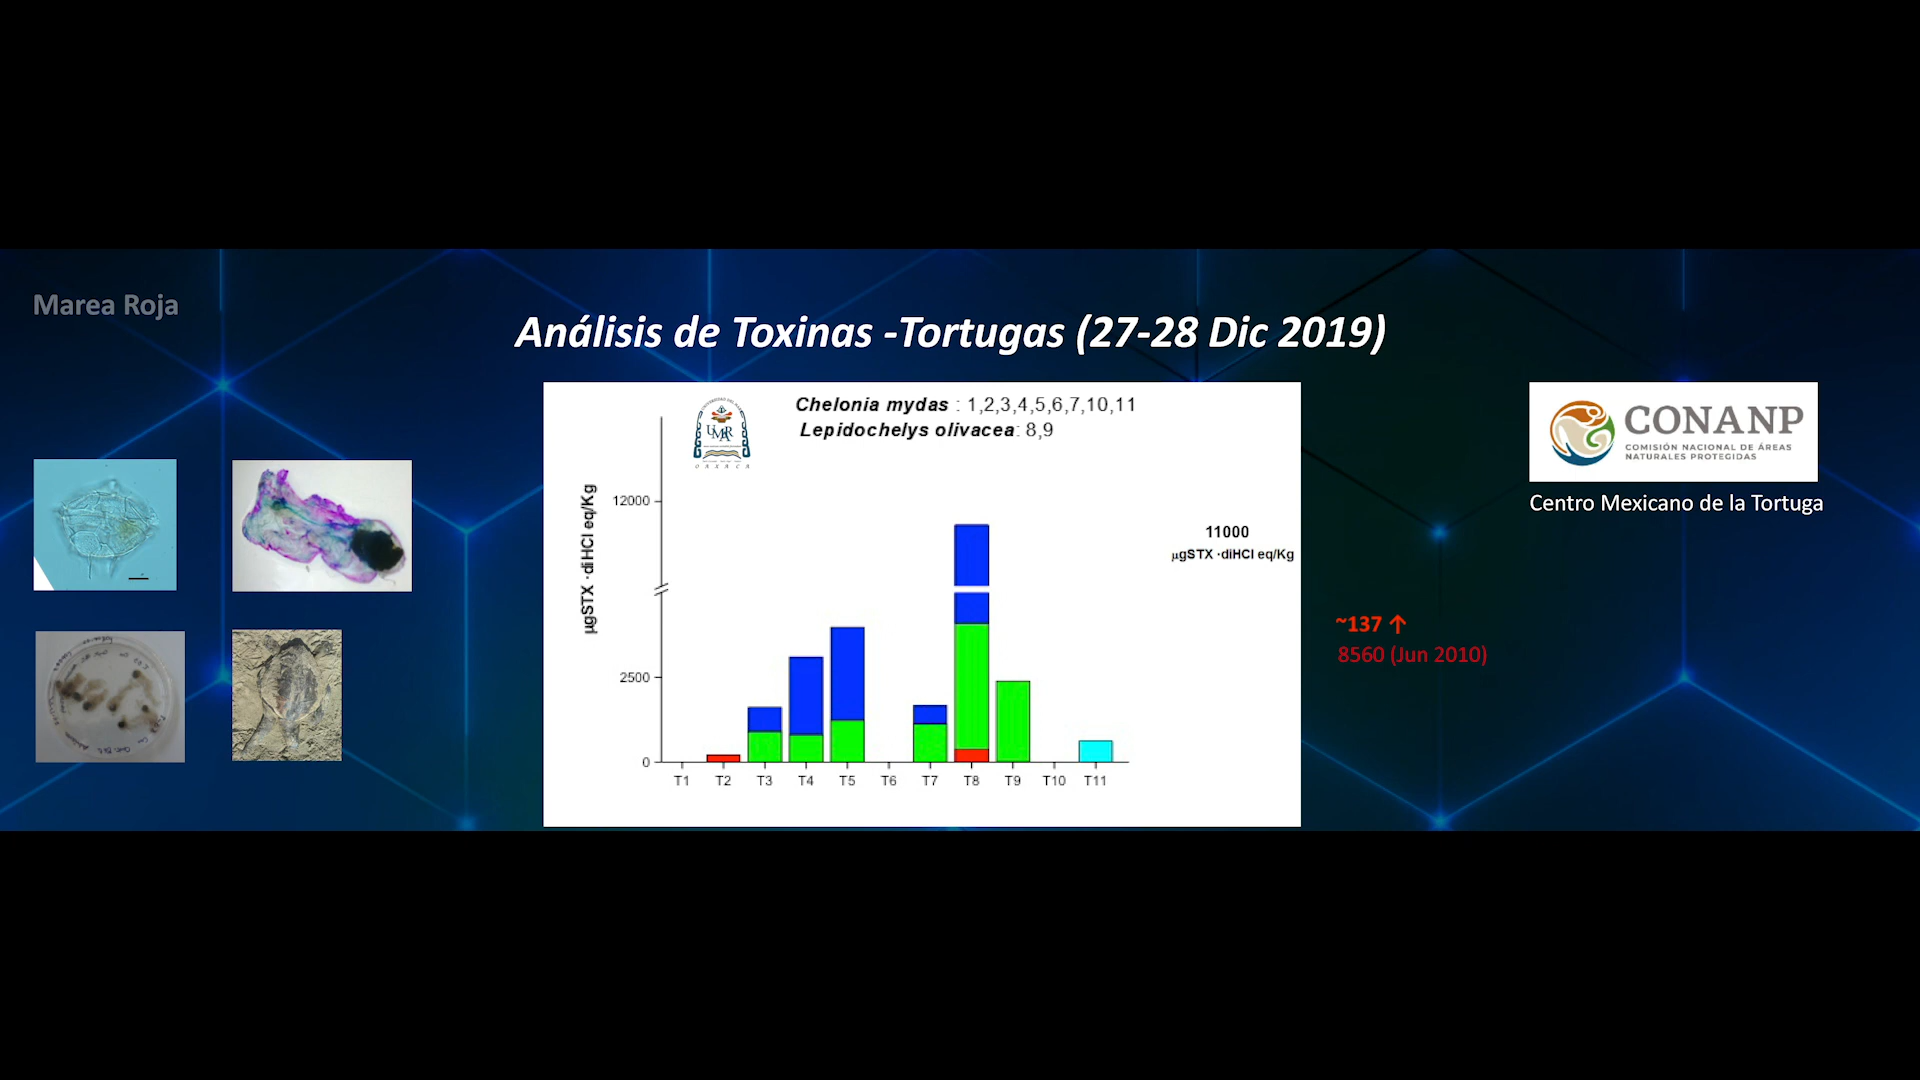 Marea Roja
Análisis de Toxinas -Tortugas (27-28 Dic 2019)
Chelonia mydas : 1,2,3,4,5,6,7,10,11
Lepidochelys olivacea: 8,9
UMAR
OAXACA
µgSTX ·diHCl eq/Kg
12000
2500
0
T1 T2 T3 T4 T5 T6 T7 T8 T9 T10 T11
11000
µgSTX ·diHCl eq/Kg
~137 ↑
8560 (Jun 2010)
CONANP
COMISIÓN NACIONAL DE ÁREAS
NATURALES PROTEGIDAS
Centro Mexicano de la Tortuga